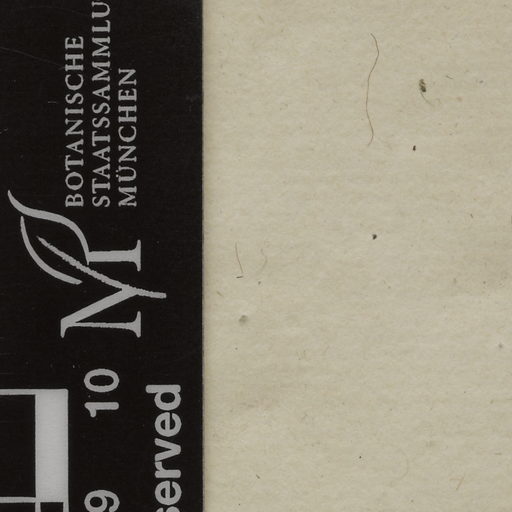 BOTANISCHE
STAATSSAMMLU
MÜNCHEN
M
9 10
served